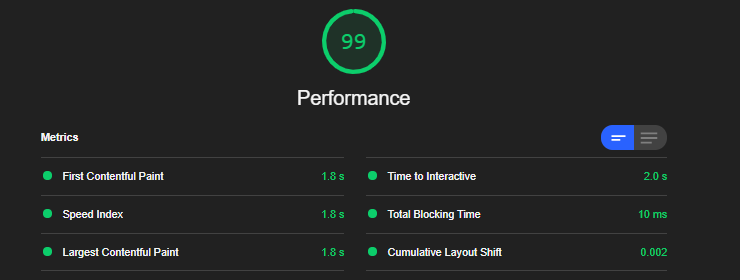 99
Performance
Metrics
First Contentful Paint 1.8 s
Time to Interactive 2.0 s
Speed Index 1.8 s
Total Blocking Time 10 ms
Largest Contentful Paint 1.8 s
Cumulative Layout Shift 0.002